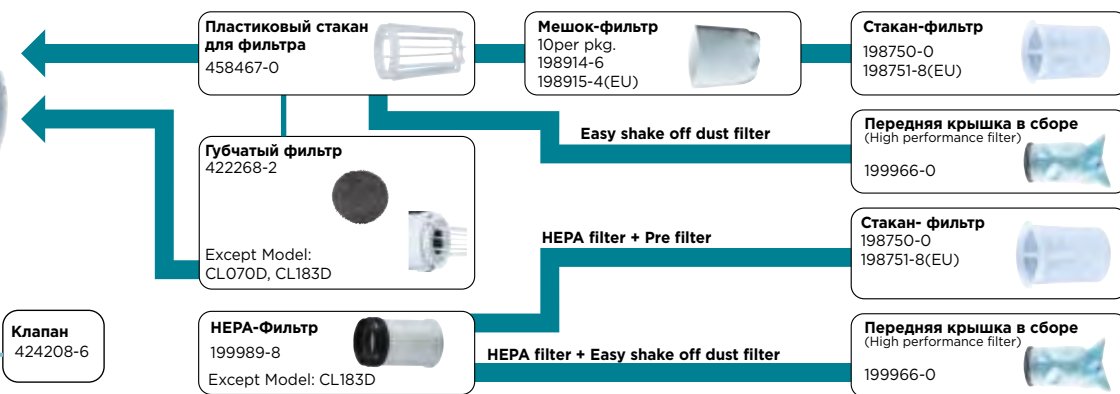 Пластиковый стакан
для фильтра
458467-0
Мешок-фильтр
10per pkg.
198914-6
198915-4(EU)
Стакан-фильтр
198750-0
198751-8(EU)
Easy shake off dust filter
Передняя крышка в сборе
(High performance filter)
199966-0
Губчатый фильтр
422268-2
Except Model:
CL070D, CL183D
HEPA filter + Pre filter
Стакан- фильтр
198750-0
198751-8(EU)
Клапан
424208-6
HEPA-Фильтр
199989-8
Except Model: CL183D
HEPA filter + Easy shake off dust filter
Передняя крышка в сборе
(High performance filter)
199966-0